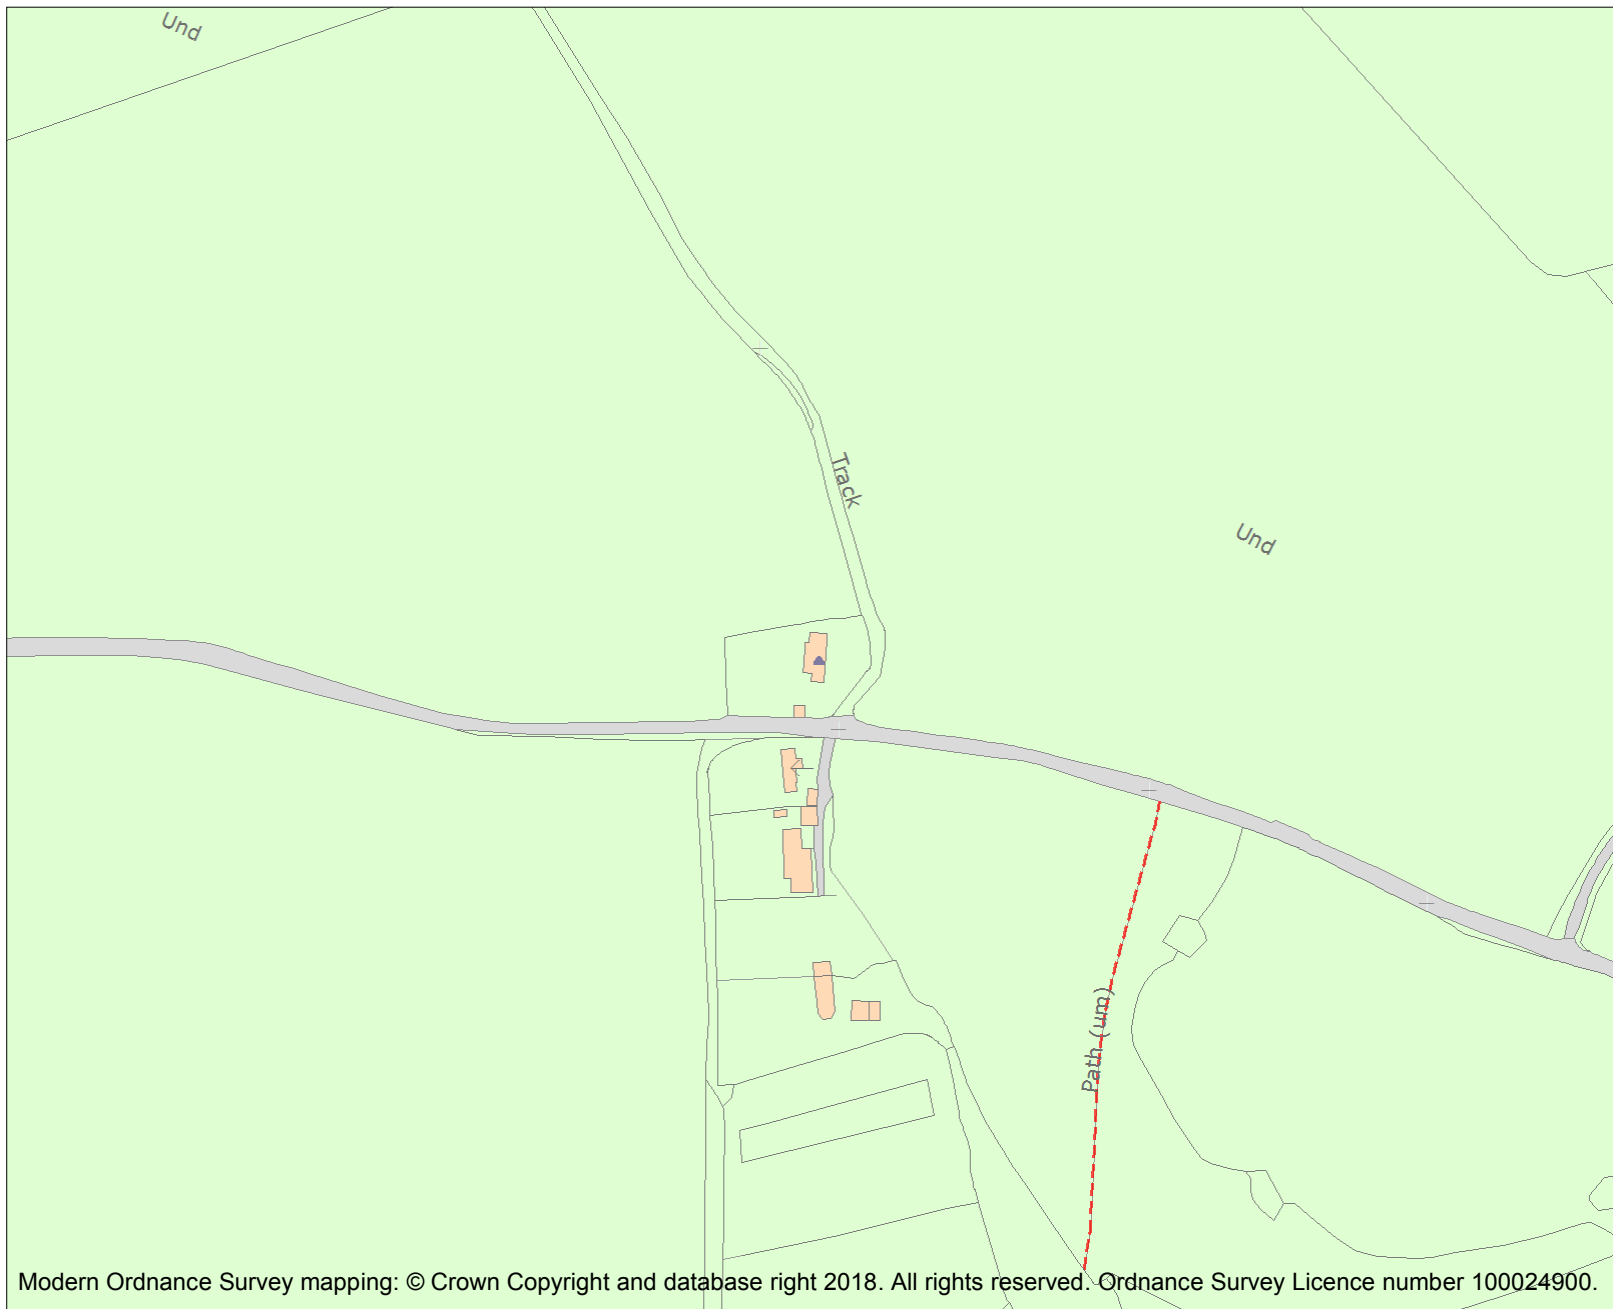 Und
Track
Und
Path (um)
Modern Ordnance Survey mapping: © Crown Copyright and database right 2018. All rights reserved. Ordnance Survey Licence number 100024900.